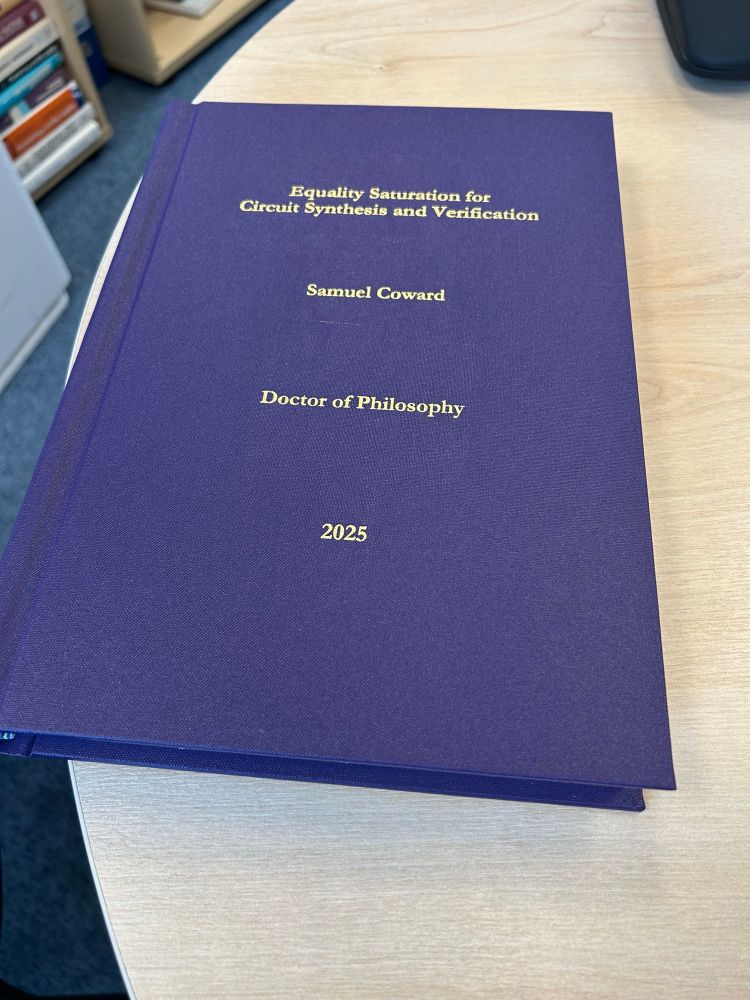 Equality Saturation for
Circuit Synthesis and Verification
Samuel Coward
Doctor of Philosophy
2025